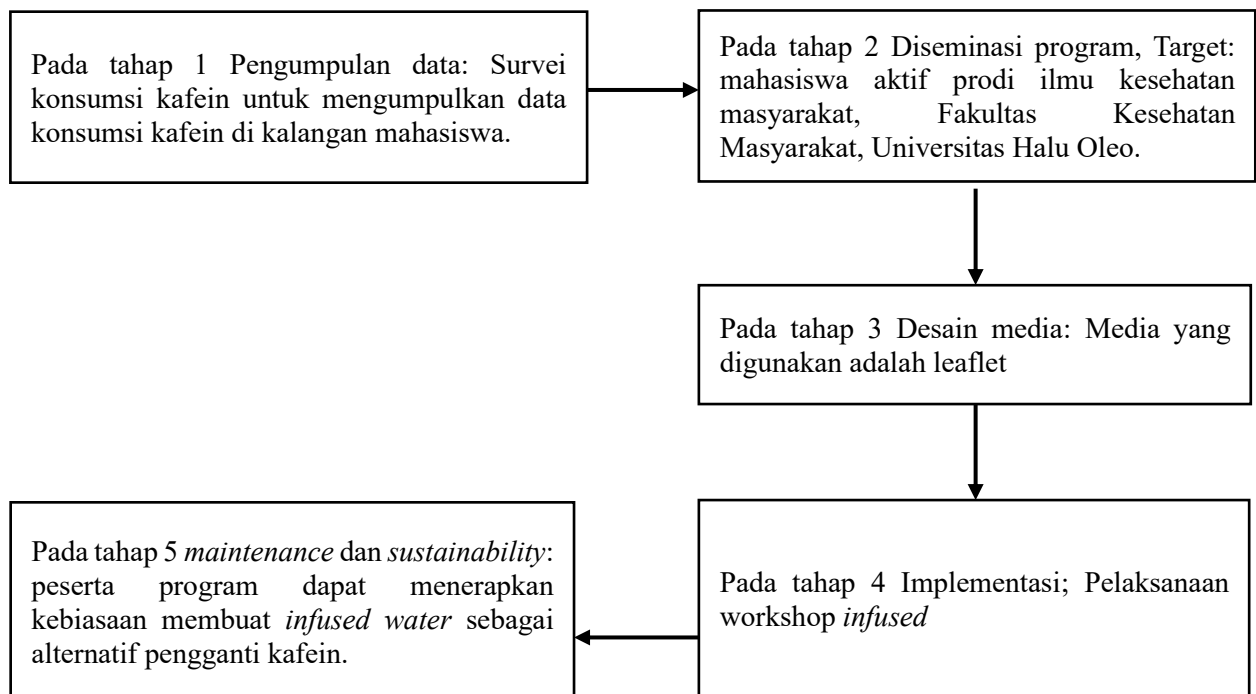 Pada tahap 1 Pengumpulan data: Survei
konsumsi kafein untuk mengumpulkan data
konsumsi kafein di kalangan mahasiswa.
Pada tahap 2 Diseminasi program, Target:
mahasiswa aktif prodi ilmu kesehatan
masyarakat, Fakultas Kesehatan
Masyarakat, Universitas Halu Oleo.
Pada tahap 3 Desain media: Media yang
digunakan adalah leaflet
Pada tahap 4 Implementasi; Pelaksanaan
workshop infused
Pada tahap 5 maintenance dan sustainability:
peserta program dapat menerapkan
kebiasaan membuat infused water sebagai
alternatif pengganti kafein.